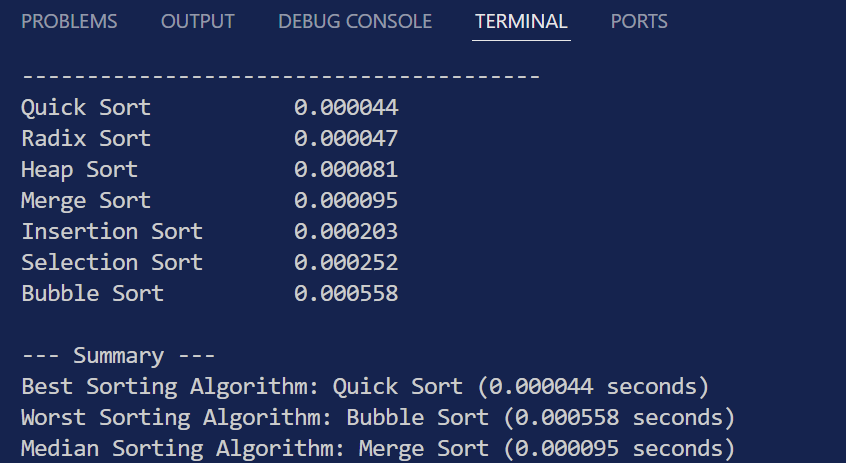 PROBLEMS OUTPUT DEBUG CONSOLE TERMINAL PORTS
----------------------------------------
Quick Sort           0.000044
Radix Sort           0.000047
Heap Sort            0.000081
Merge Sort           0.000095
Insertion Sort       0.000203
Selection Sort       0.000252
Bubble Sort          0.000558
--- Summary ---
Best Sorting Algorithm: Quick Sort (0.000044 seconds)
Worst Sorting Algorithm: Bubble Sort (0.000558 seconds)
Median Sorting Algorithm: Merge Sort (0.000095 seconds)